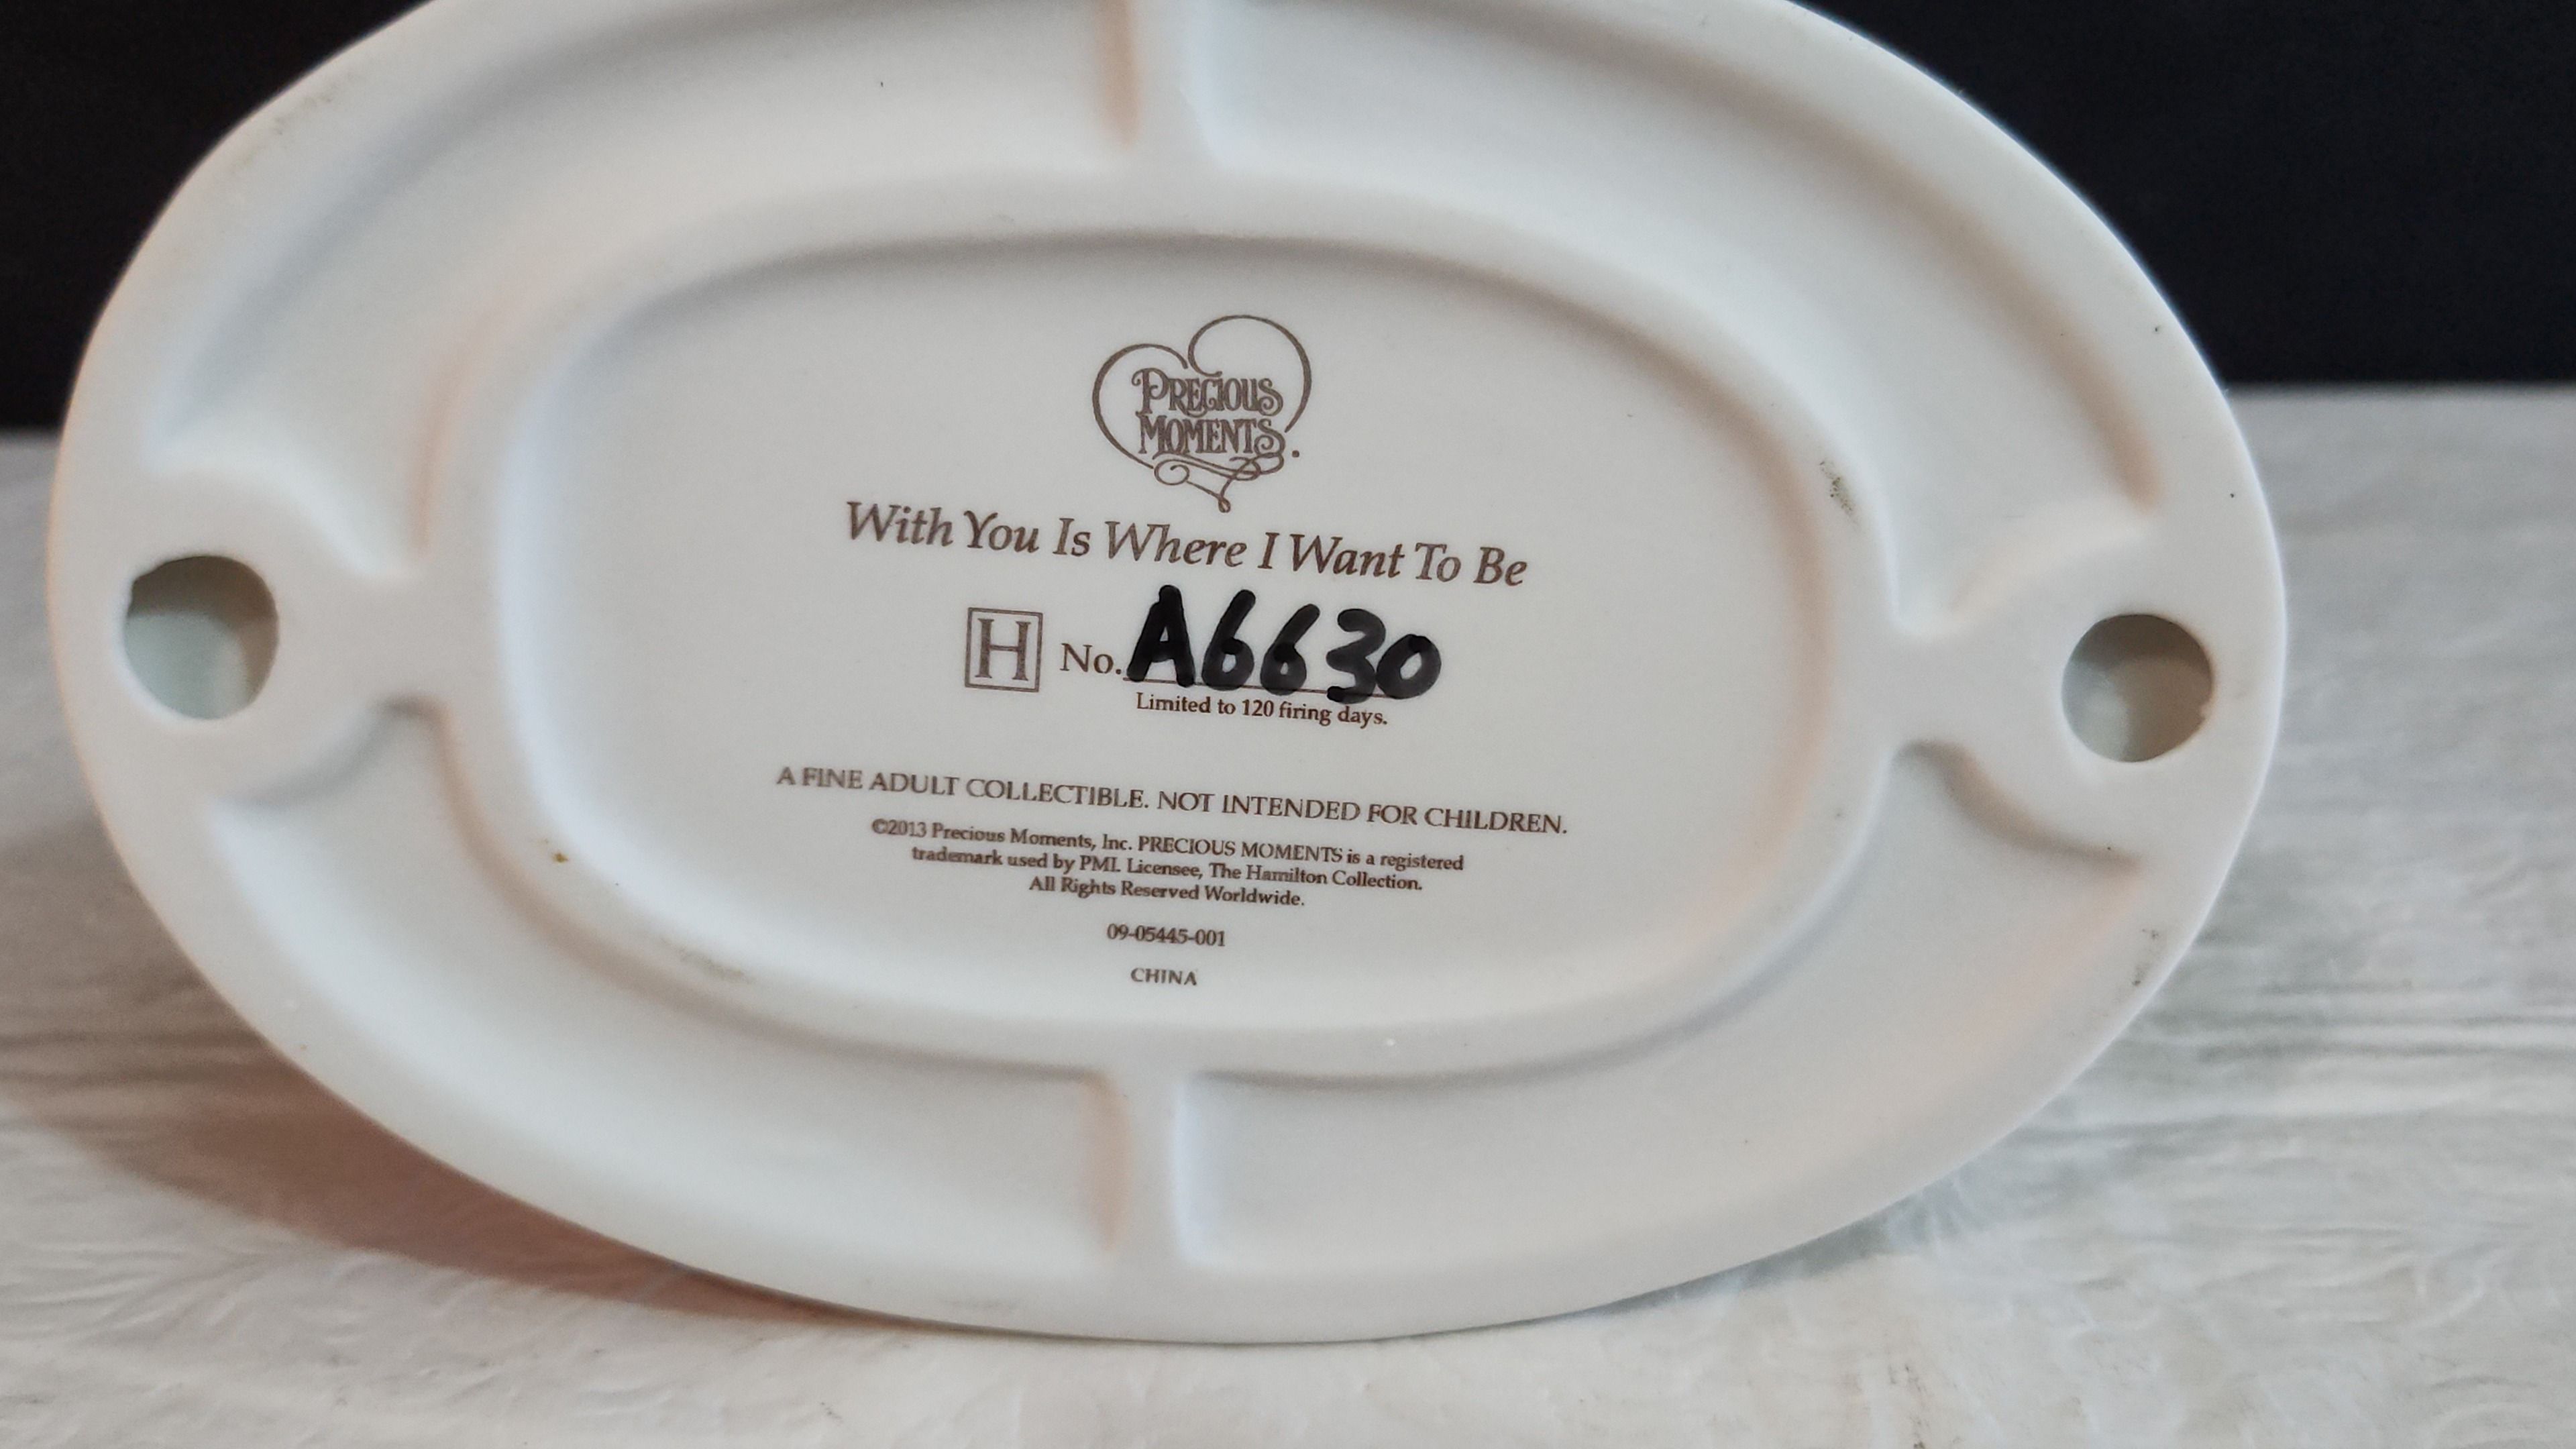 PRECIOUS
MOMENTS.
With You Is Where I Want To Be
H No. A6630
Limited to 120 firing days.
A FINE ADULT COLLECTIBLE. NOT INTENDED FOR CHILDREN.
©2013 Precious Moments, Inc. PRECIOUS MOMENTS is a registered
trademark used by PMI. Licensee, The Hamilton Collection.
All Rights Reserved Worldwide.
09-05445-001
CHINA